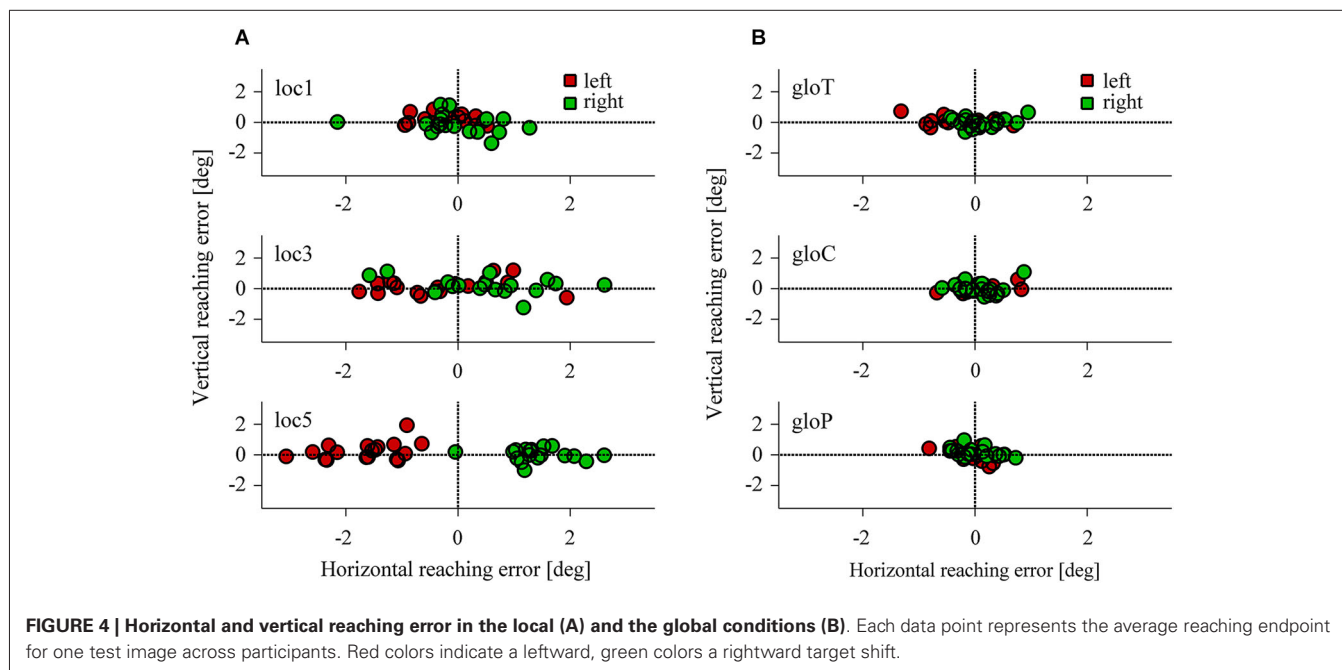 A
Vertical reaching error [deg]
loc1
left
right
2
0
-2
-2
0
2
loc3
2
0
-2
-2
0
2
loc5
2
0
-2
-2
0
2
Horizontal reaching error [deg]
B
Vertical reaching error [deg]
gloT
left
right
2
0
-2
-2
0
2
gloC
2
0
-2
-2
0
2
gloP
2
0
-2
-2
0
2
Horizontal reaching error [deg]
FIGURE 4 | Horizontal and vertical reaching error in the local (A) and the global conditions (B). Each data point represents the average reaching endpoint
for one test image across participants. Red colors indicate a leftward, green colors a rightward target shift.